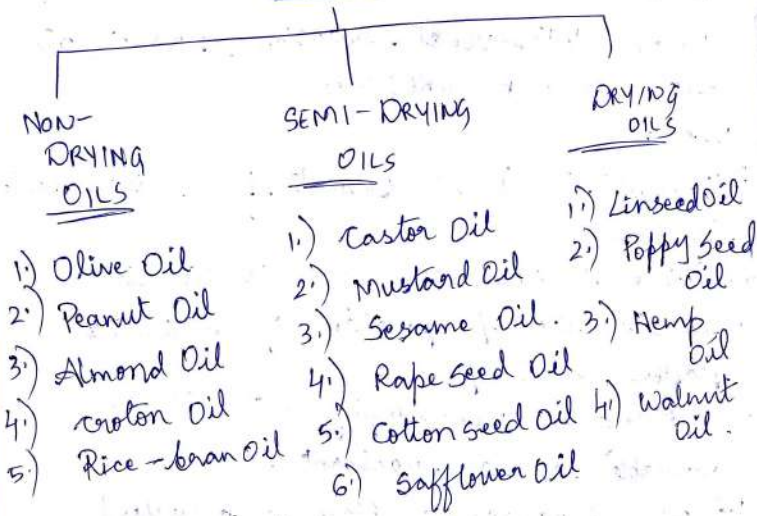 NON-
DRYING
OILS
1.) Olive Oil
2.) Peanut Oil
3.) Almond Oil
4.) croton Oil
5.) Rice-bran Oil
SEMI-DRYING
OILS
1.) Castor Oil
2.) Mustard Oil
3.) Sesame Oil.
4.) Rape seed Oil
5.) Cotton seed Oil
6.) Safflower Oil
DRYING
OILS
1.) Linseed Oil
2.) Poppy seed
Oil
3.) Hemp
Oil
4.) Walnut
Oil.